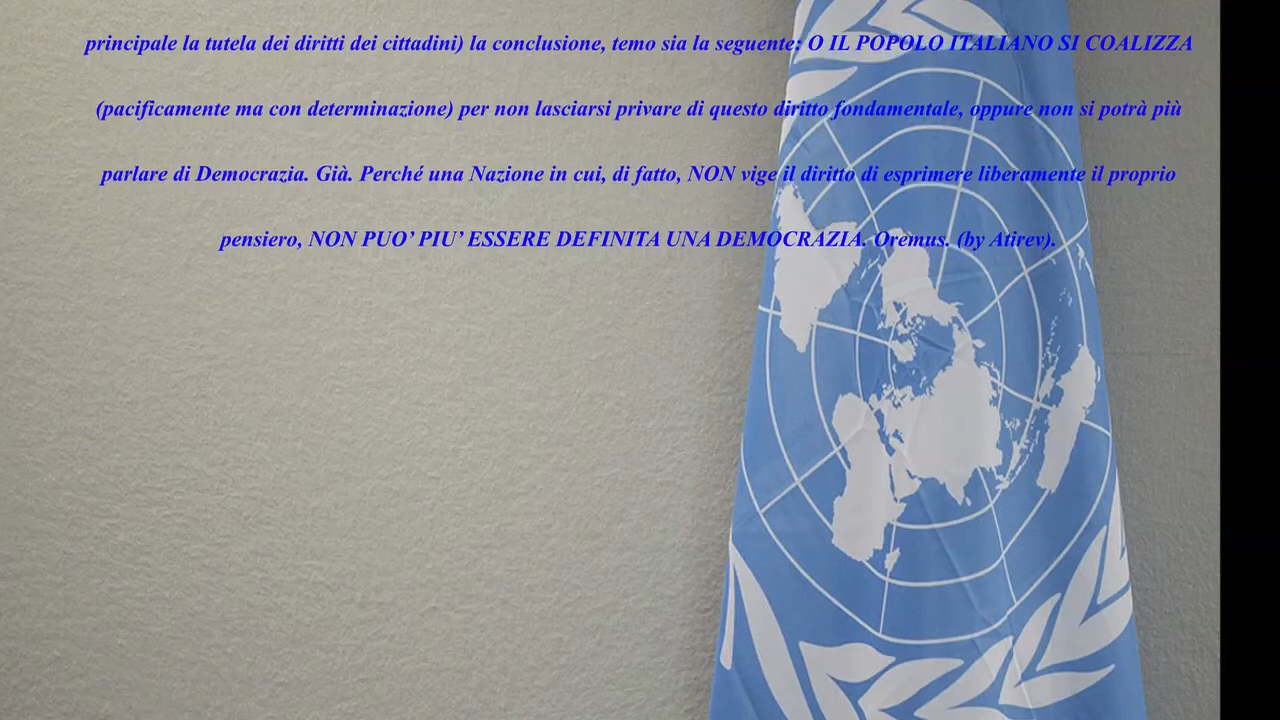 principale la tutela dei diritti dei cittadini) la conclusione, temo sia la seguente: O IL POPOLO ITALIANO SI COALIZZA
(pacificamente ma con determinazione) per non lasciarsi privare di questo diritto fondamentale, oppure non si potrà più
parlare di Democrazia. Già. Perché una Nazione in cui, di fatto, NON vige il diritto di esprimere liberamente il proprio
pensiero, NON PUO’ PIU’ ESSERE DEFINITA UNA DEMOCRAZIA. Oremus. (by Atirev).